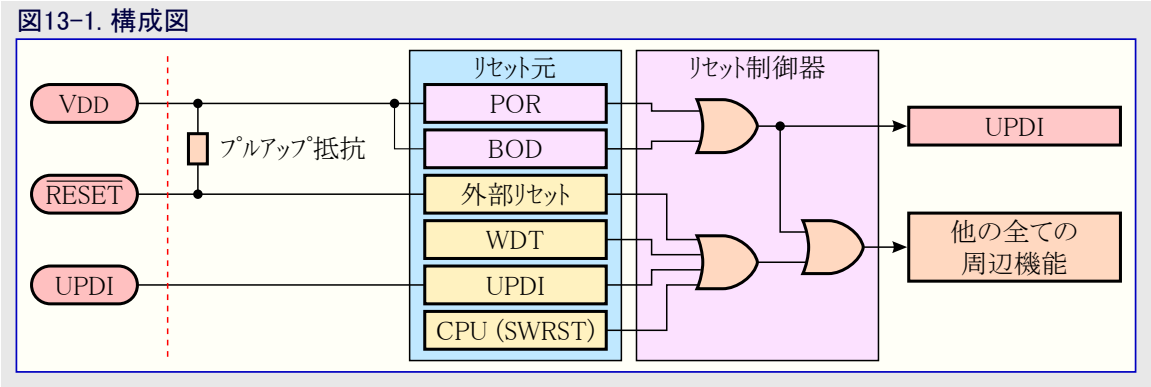 図13-1. 構成図
リセット元
リセット制御器
VDD
POR
UPDI
プルアップ抵抗
BOD
RESET
外部リセット
WDT
他の全ての
周辺機能
UPDI
UPDI
CPU (SWRST)